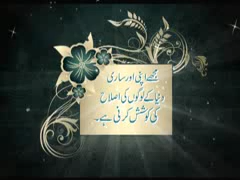 مجھے اپنی اور ساری
دنیا کے لوگوں کی اصلاح
کی کوشش کرنی ہے۔